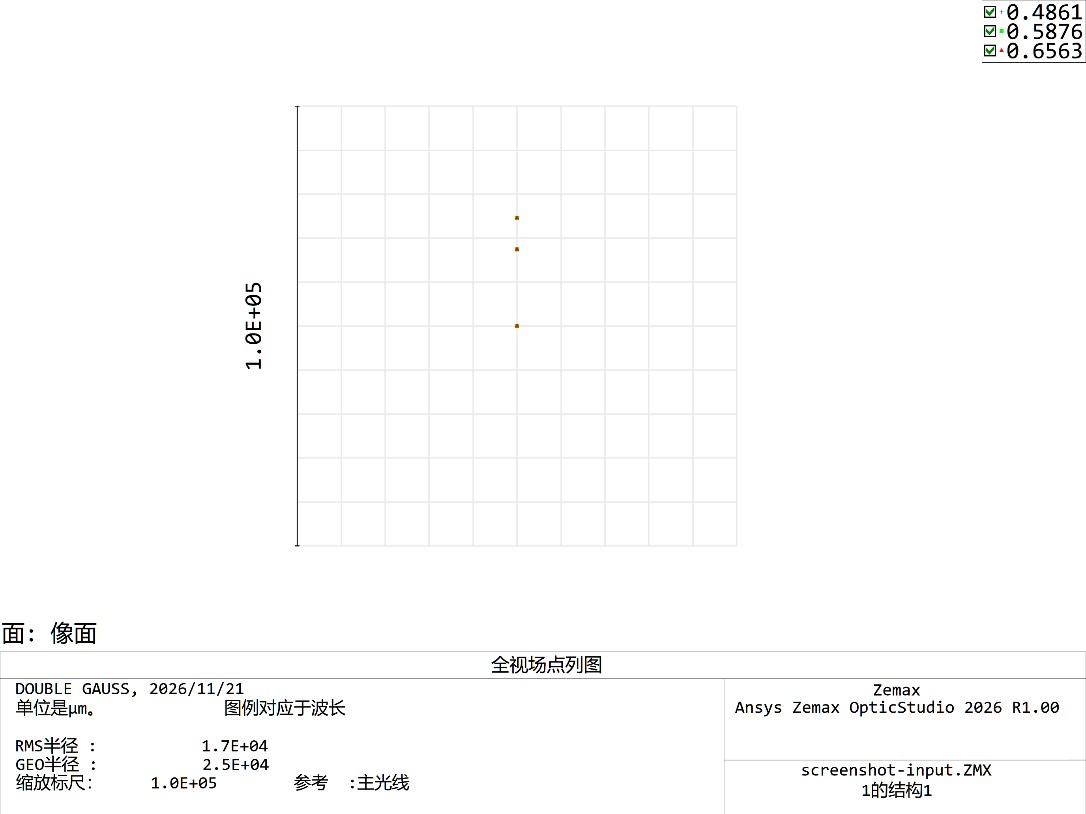 0.4861
0.5876
0.6563
1.0E+05
面: 像面
全视场点列图
DOUBLE GAUSS, 2026/11/21
单位是µm。 图例对应于波长
RMS半径 : 1.7E+04
GEO半径 : 2.5E+04
缩放标尺: 1.0E+05 参考 :主光线
Zemax
Ansys Zemax OpticStudio 2026 R1.00
screenshot-input.ZMX
1的结构1